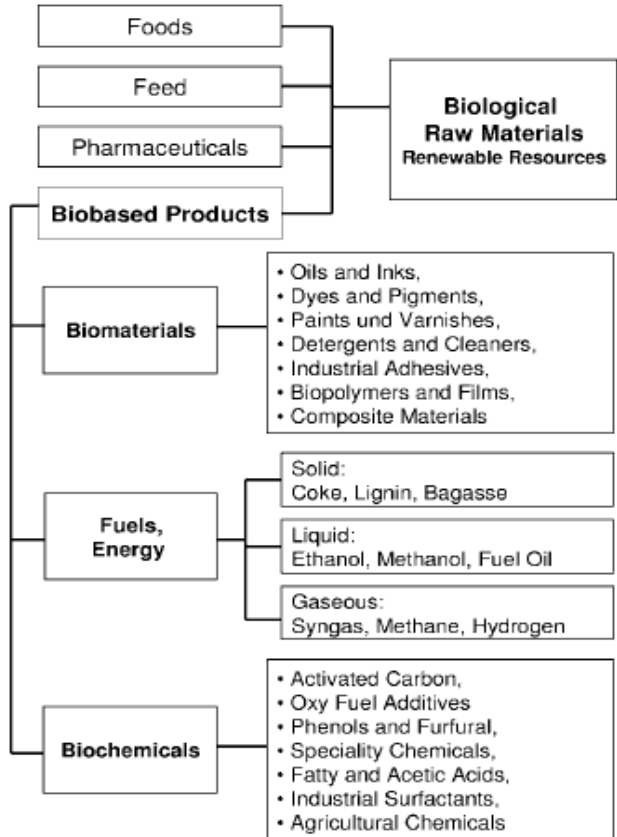 Foods
Feed
Pharmaceuticals
Biobased Products
Biological
Raw Materials
Renewable Resources
Biomaterials
• Oils and Inks,
• Dyes and Pigments,
• Paints und Varnishes,
• Detergents and Cleaners,
• Industrial Adhesives,
• Biopolymers and Films,
• Composite Materials
Fuels,
Energy
Solid:
Coke, Lignin, Bagasse
Liquid:
Ethanol, Methanol, Fuel Oil
Gaseous:
Syngas, Methane, Hydrogen
Biochemicals
• Activated Carbon,
• Oxy Fuel Additives
• Phenols and Furfural,
• Speciality Chemicals,
• Fatty and Acetic Acids,
• Industrial Surfactants,
• Agricultural Chemicals